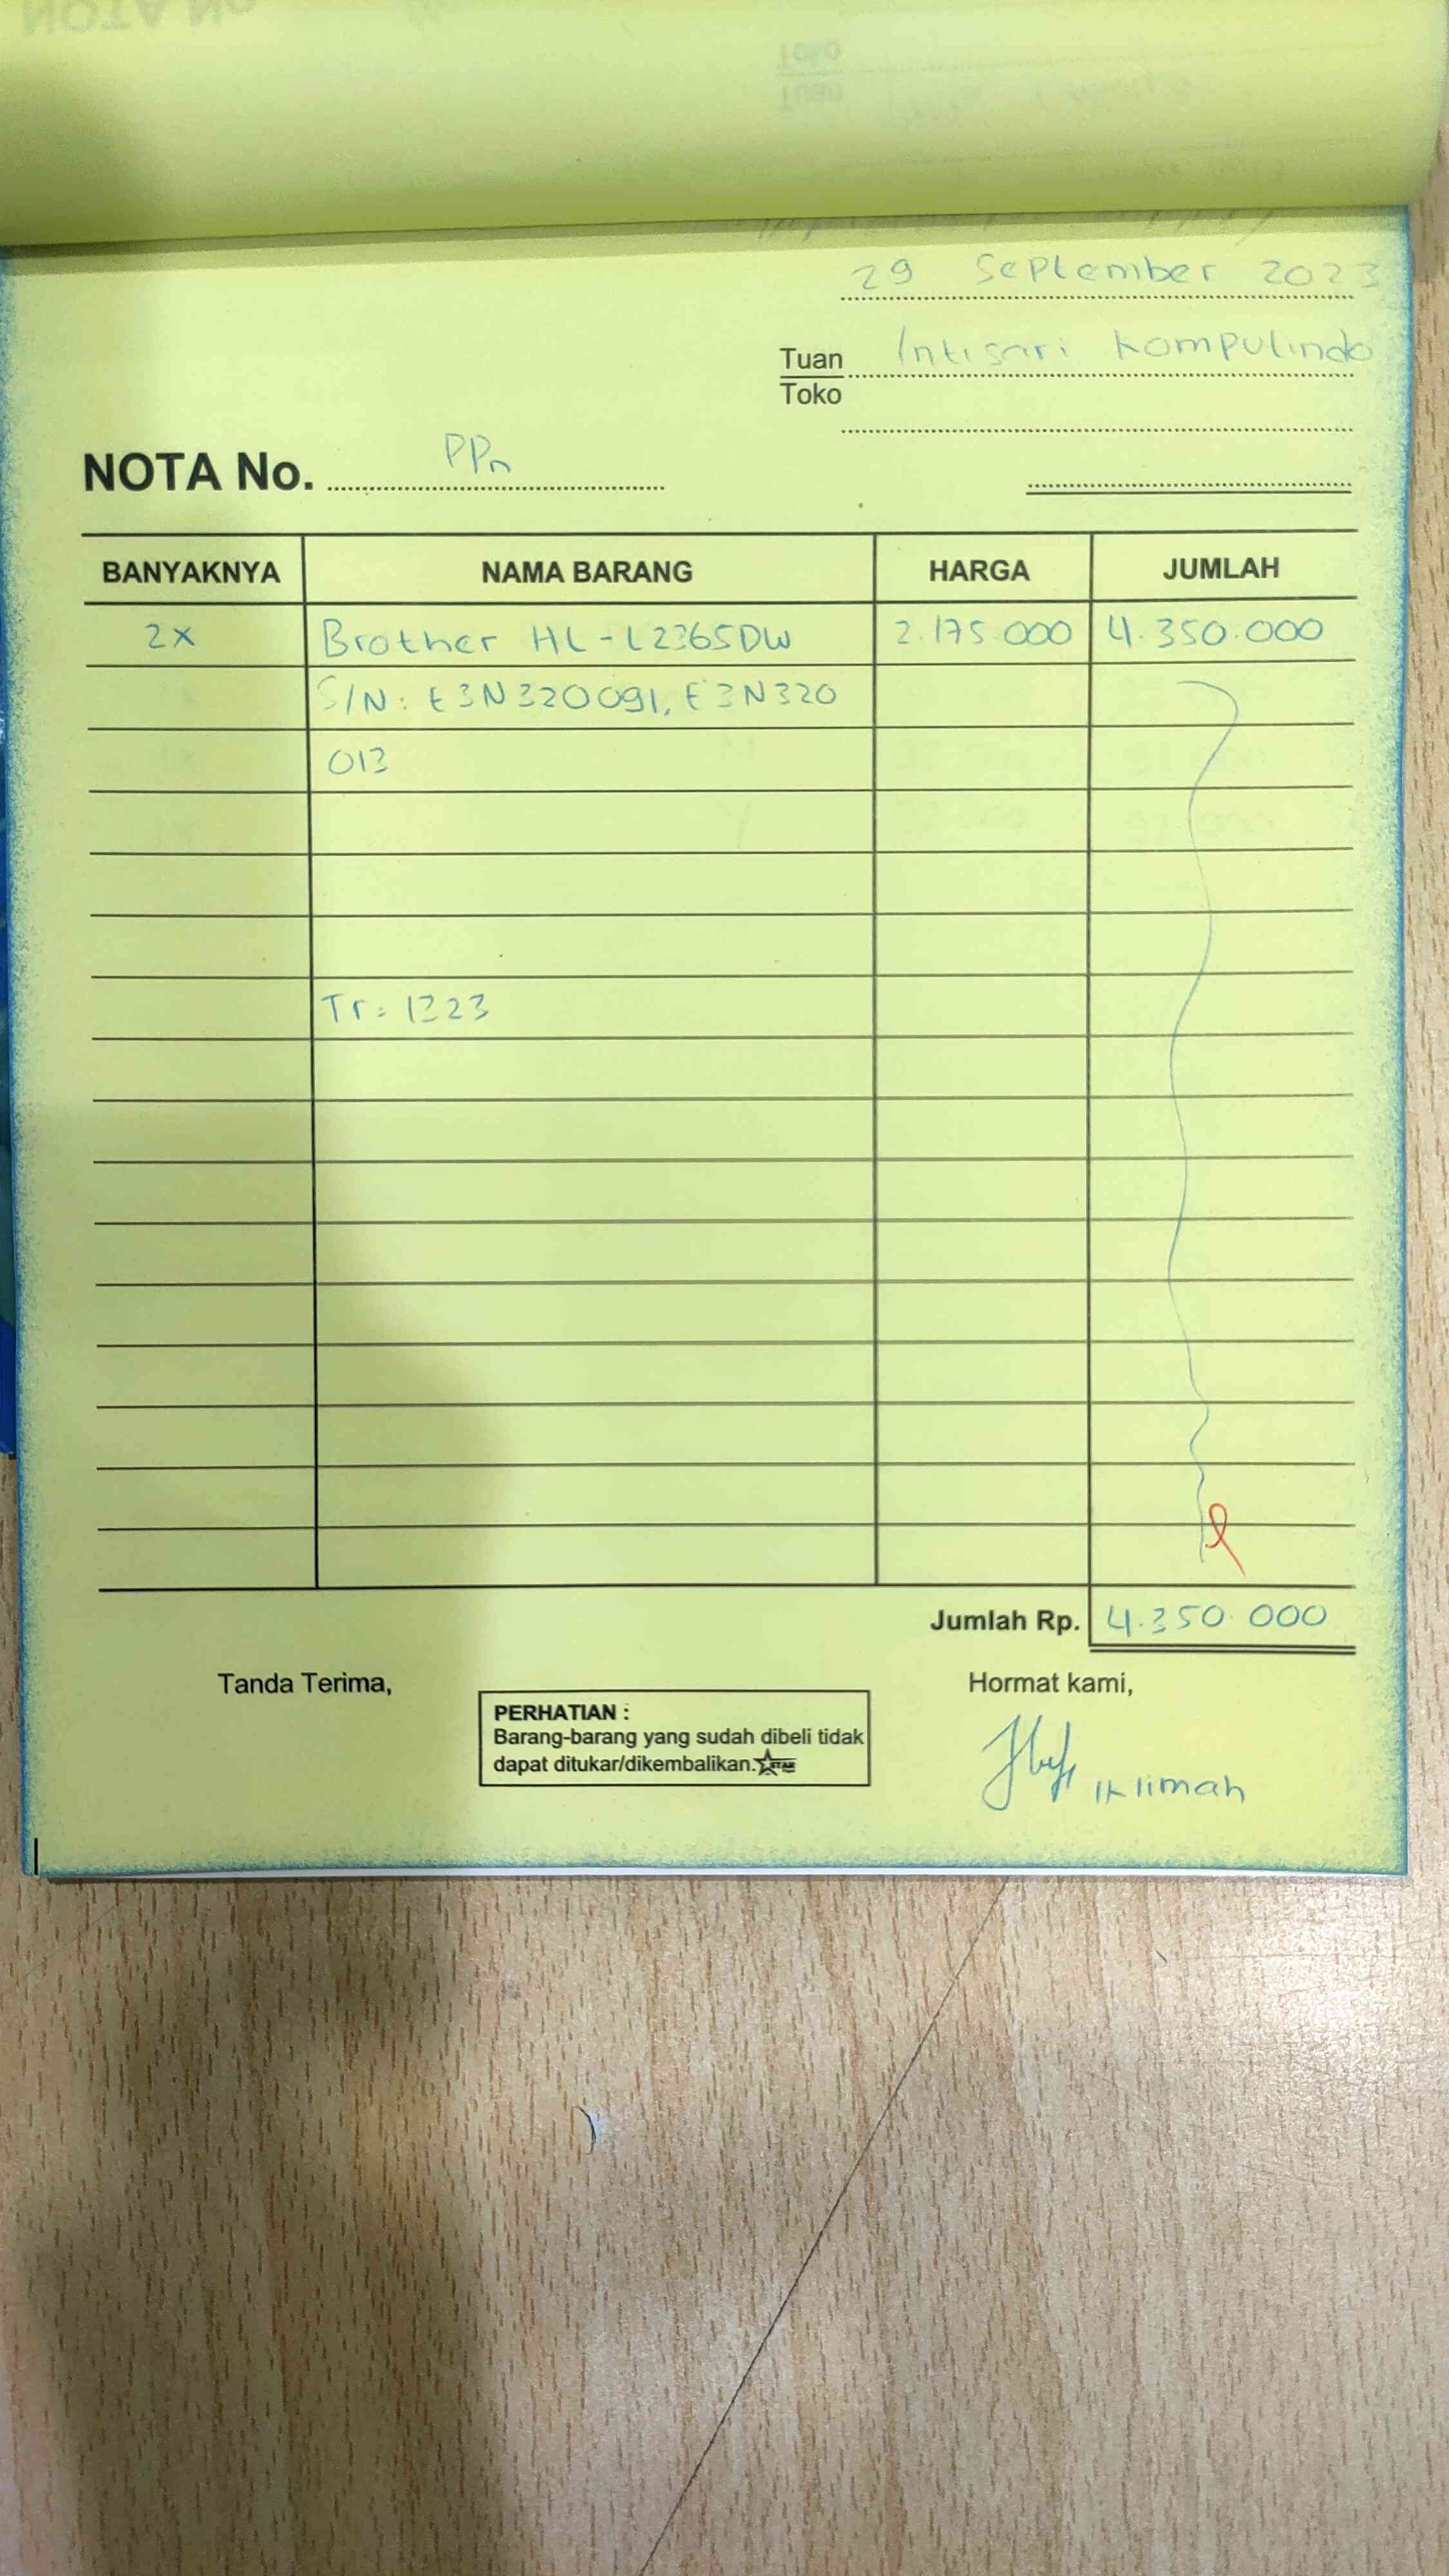 29 September 2023
Tuan Intisari Komputindo
Toko
NOTA No. PPn
BANYAKNYA NAMA BARANG HARGA JUMLAH
2x Brother HL-L2365DW 2.175.000 4.350.000
S/N: E3N320091, E3N320
013
Tr: 1323
Jumlah Rp. 4.350.000
Tanda Terima,
PERHATIAN :
Barang-barang yang sudah dibeli tidak
dapat ditukar/dikembalikan.
Hormat kami,
Iklimah